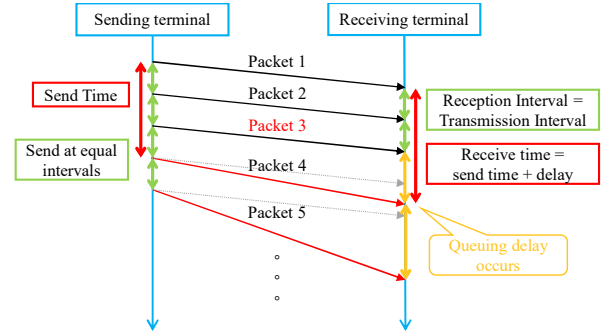 Sending terminal
Receiving terminal
Packet 1
Send Time
Packet 2
Reception Interval =
Transmission Interval
Packet 3
Send at equal
intervals
Receive time =
send time + delay
Packet 4
Packet 5
Queuing delay
occurs